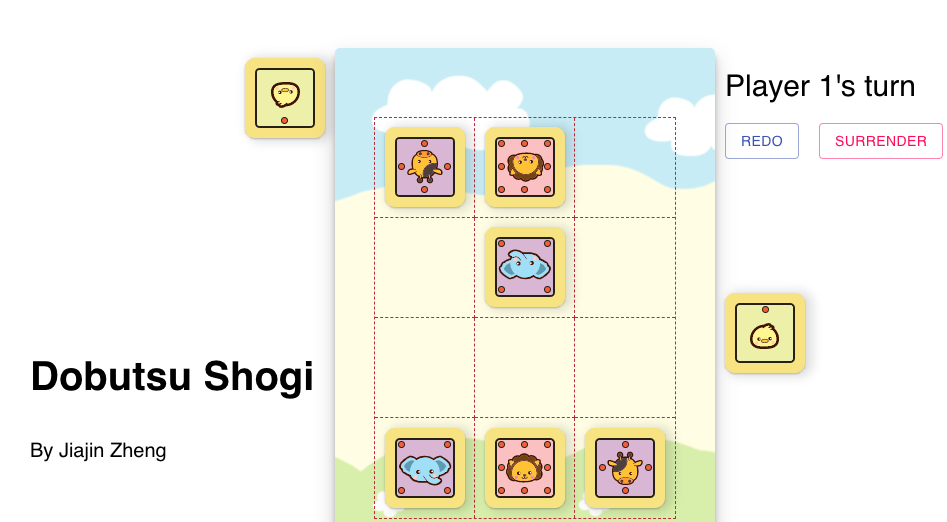 Player 1's turn
REDO
SURRENDER
Dobutsu Shogi
By Jiajin Zheng